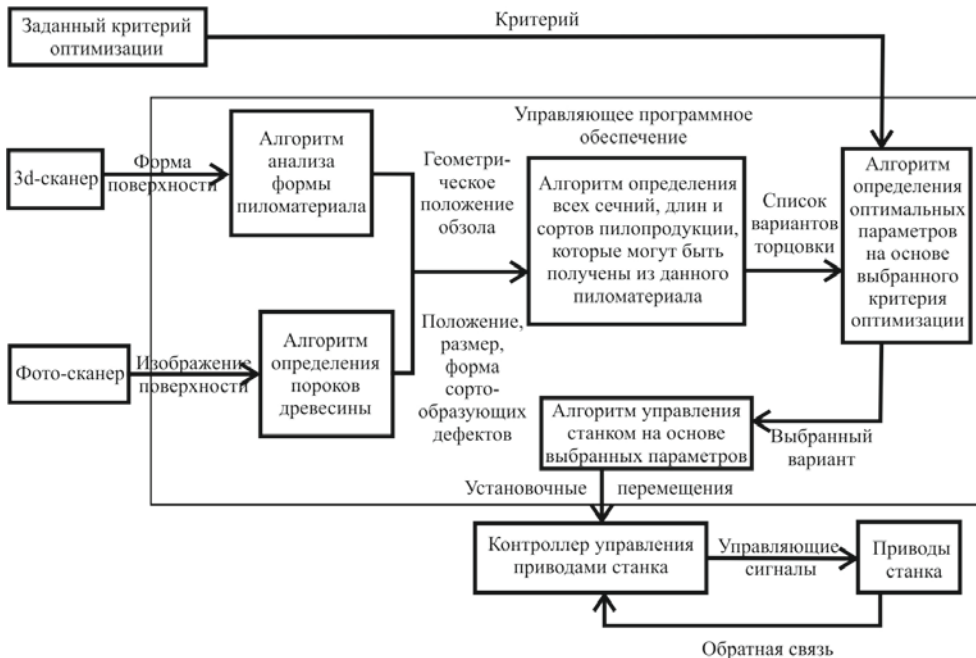 Заданный критерий
оптимизации
Критерий
Управляющее программное
обеспечение
3d-сканер
Форма
поверхности
Алгоритм
анализа
формы
пиломатериала
Геометри-
ческое
положение
обзола
Алгоритм определения
всех сечний, длин и
сортов пилопродукции,
которые могут быть
получены из данного
пиломатериала
Список
вариантов
торцовки
Алгоритм
определения
оптимальных
параметров
на основе
выбранного
критерия
оптимизации
Фото-сканер
Изображение
поверхности
Алгоритм
определения
пороков
древесины
Положение,
размер,
форма
сорто-
образующих
дефектов
Алгоритм управления
станком на основе
выбранных параметров
Выбранный
вариант
Установочные перемещения
Контроллер управления
приводами станка
Управляющие
сигналы
Приводы
станка
Обратная связь